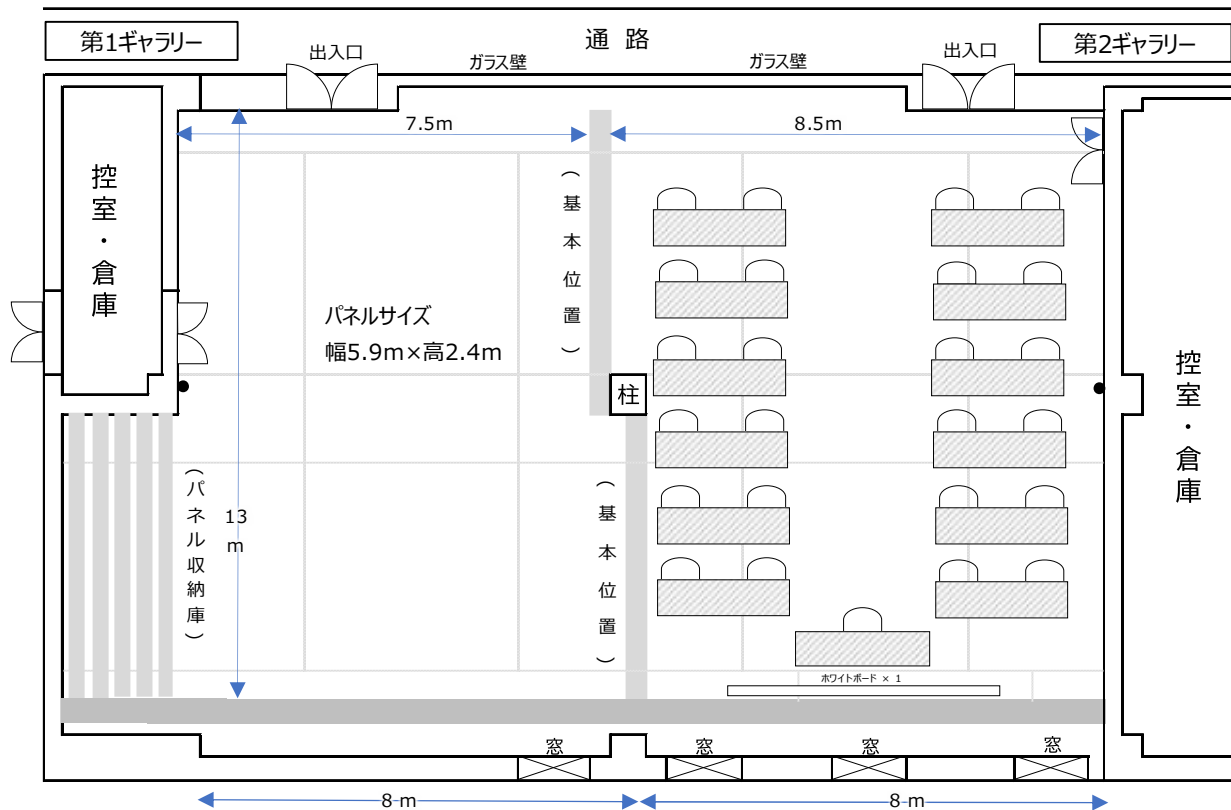 第1ギャラリー
出入口
ガラス壁
通 路
ガラス壁
出入口
第2ギャラリー
7.5m
8.5m
控室・倉庫
（基本位置）
パネルサイズ
幅5.9m×高2.4m
柱
控室・倉庫
（パネル収納庫）
13
m
（基本位置）
ホワイトボード × 1
窓
窓
窓
窓
8 m
8 m